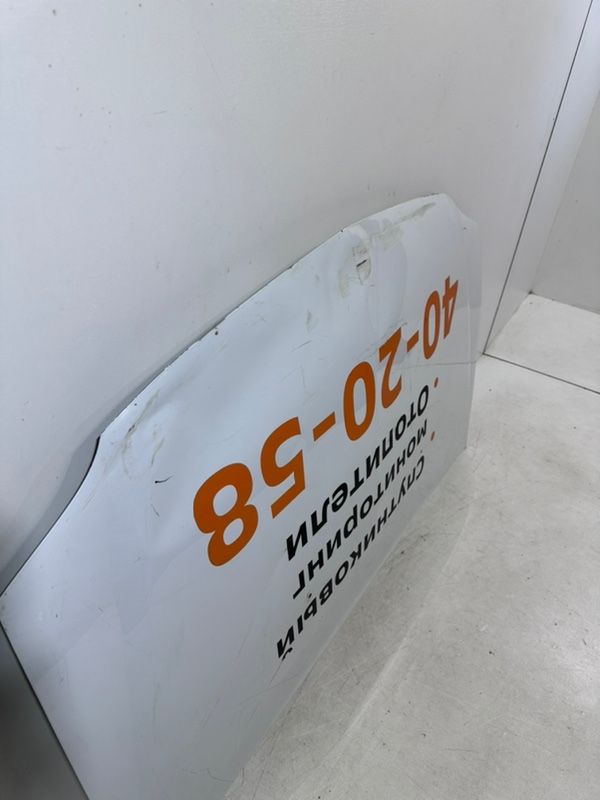 • Спутниковый
мониторинг
• Отопители
40-20-58